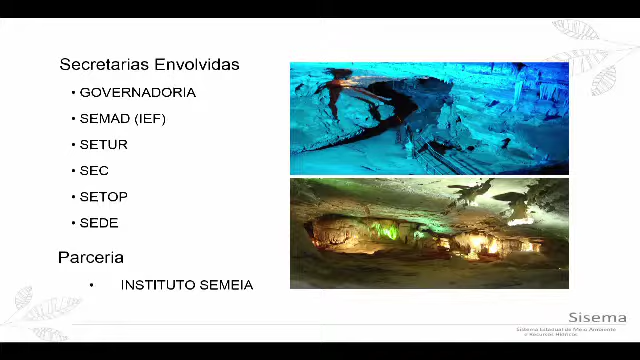 Secretarias Envolvidas
• GOVERNADORIA
• SEMAD (IEF)
• SETUR
• SEC
• SETOP
• SEDE
Parceria
• INSTITUTO SEMEIA
Sisema
Sistema Estadual de Meio Ambiente
e Recursos Hídricos